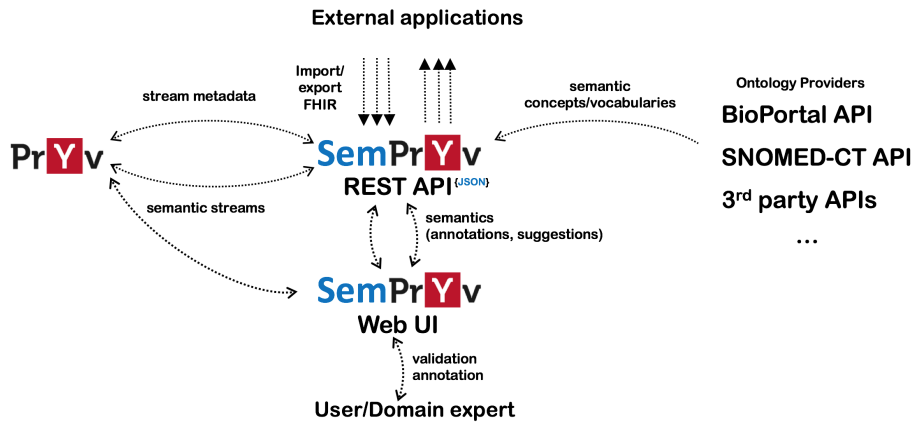 External applications
Import/
export
FHIR
stream metadata
semantic
concepts/vocabularies
Ontology Providers
BioPortal API
SNOMED-CT API
3rd party APIs
...
PrYv
SemPrYv
REST API {JSON}
semantic streams
semantics
(annotations, suggestions)
SemPrYv
Web UI
validation
annotation
User/Domain expert